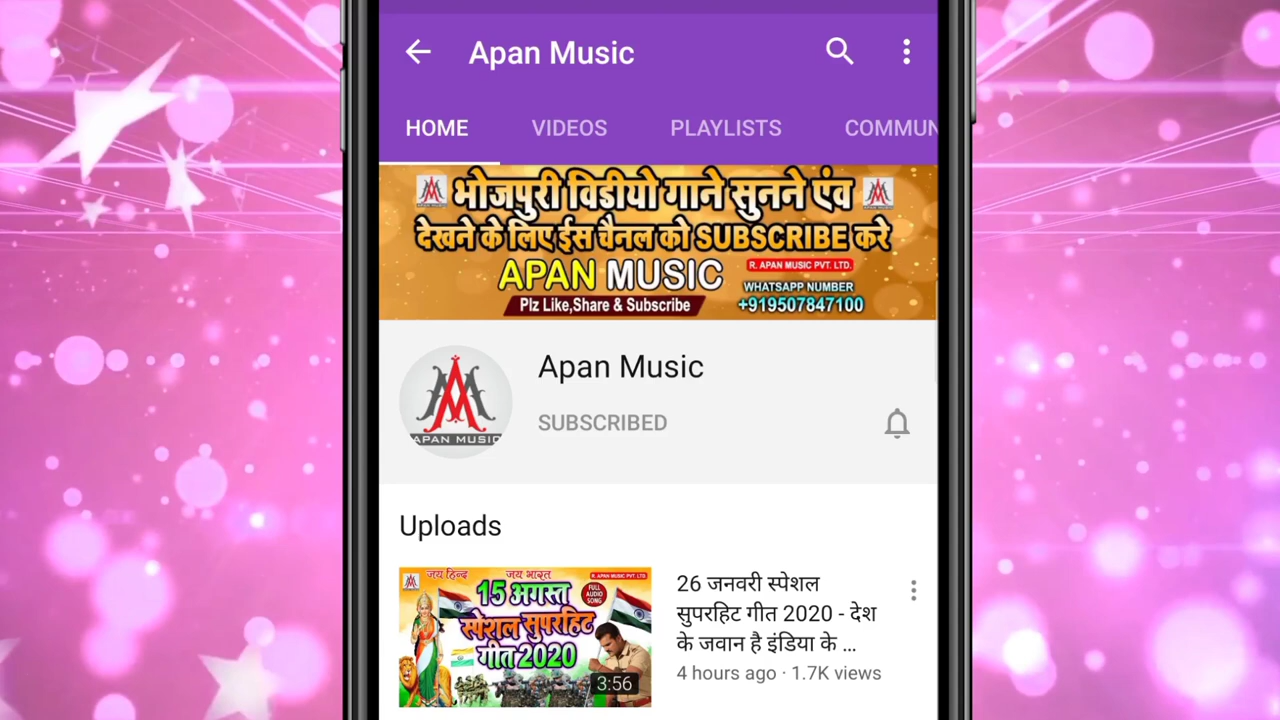 Apan Music
HOME VIDEOS PLAYLISTS COMMUN
भोजपुरी विडीयो गाने सुनने एंव
देखने के लिए ईस चैनल को SUBSCRIBE करे
APAN MUSIC
R. APAN MUSIC PVT. LTD.
WHATSAPP NUMBER
Plz Like,Share & Subscribe
+919507847100
Apan Music
SUBSCRIBED
APAN MUSIC
Uploads
जय हिन्द जय भारत
R. APAN MUSIC PVT. LTD
15 अगस्त
FULL
AUDIO
SONG
स्पेशल सुपरहिट
गीत 2020
3:56
26 जनवरी स्पेशल
सुपरहिट गीत 2020 - देश
के जवान है इंडिया के ...
4 hours ago · 1.7K views